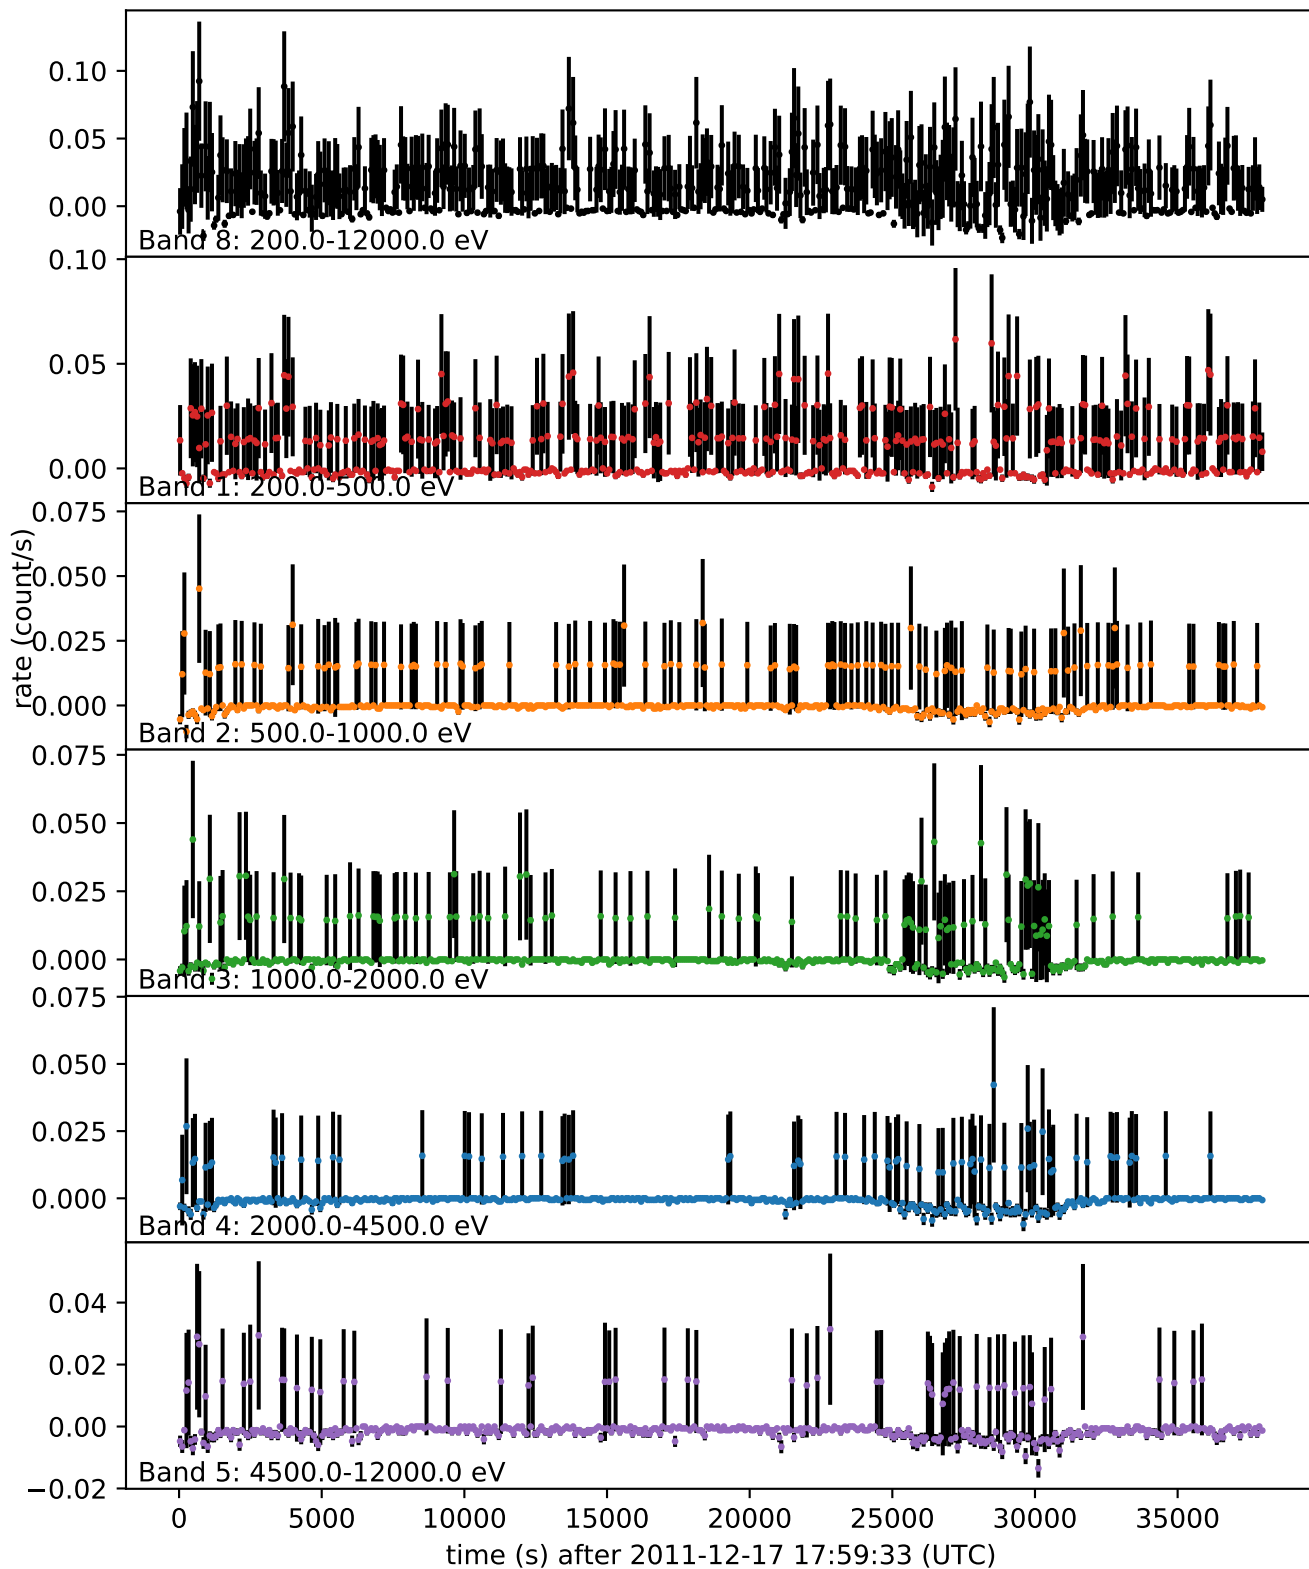 0.10
0.05
0.00
Band 8: 200.0-12000.0 eV
0.10
0.05
0.00
Band 1: 200.0-500.0 eV
0.075
0.050
0.025
0.000
rate (count/s)
Band 2: 500.0-1000.0 eV
0.075
0.050
0.025
0.000
Band 3: 1000.0-2000.0 eV
0.075
0.050
0.025
0.000
Band 4: 2000.0-4500.0 eV
0.04
0.02
0.00
−0.02
Band 5: 4500.0-12000.0 eV
0 5000 10000 15000 20000 25000 30000 35000
time (s) after 2011-12-17 17:59:33 (UTC)